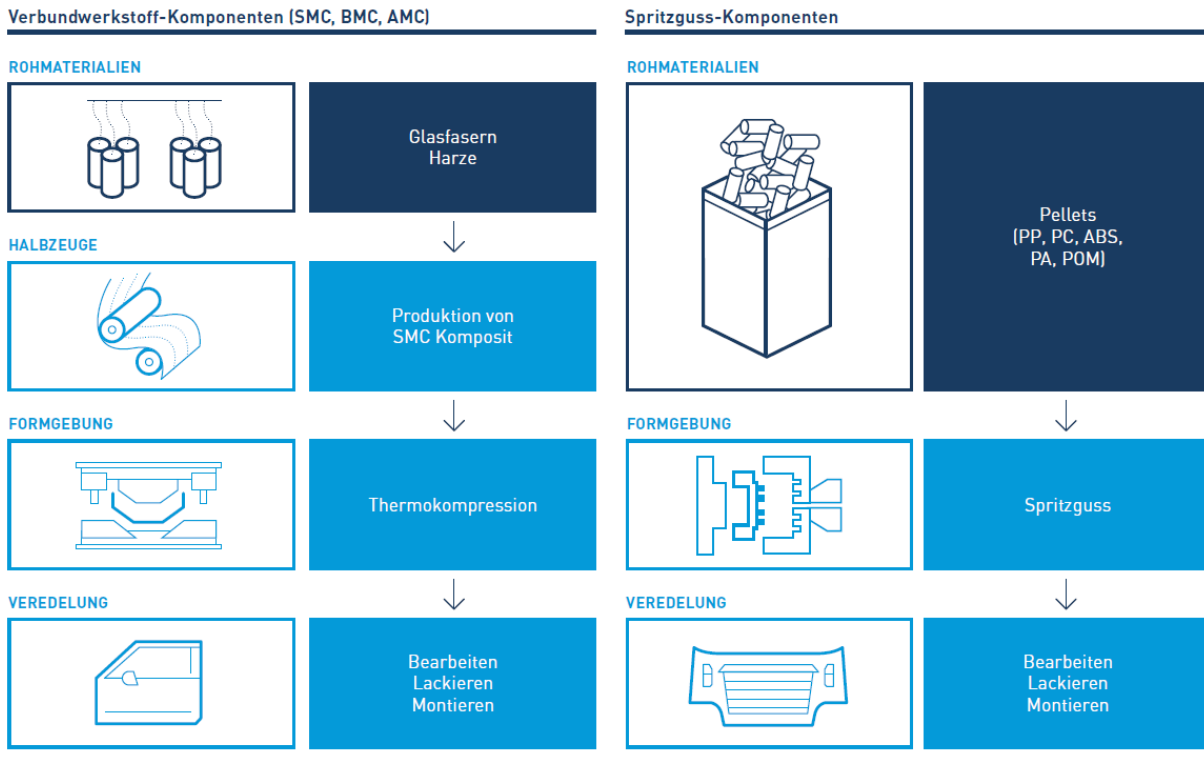 Verbundwerkstoff-Komponenten (SMC, BMC, AMC)
ROHMATERIALIEN
Glasfasern
Harze
HALBZEUGE
Produktion von
SMC Komposit
FORMGEBUNG
Thermokompression
VEREDELUNG
Bearbeiten
Lackieren
Montieren
Spritzguss-Komponenten
ROHMATERIALIEN
Pellets
(PP, PC, ABS,
PA, POM)
FORMGEBUNG
Spritzguss
VEREDELUNG
Bearbeiten
Lackieren
Montieren